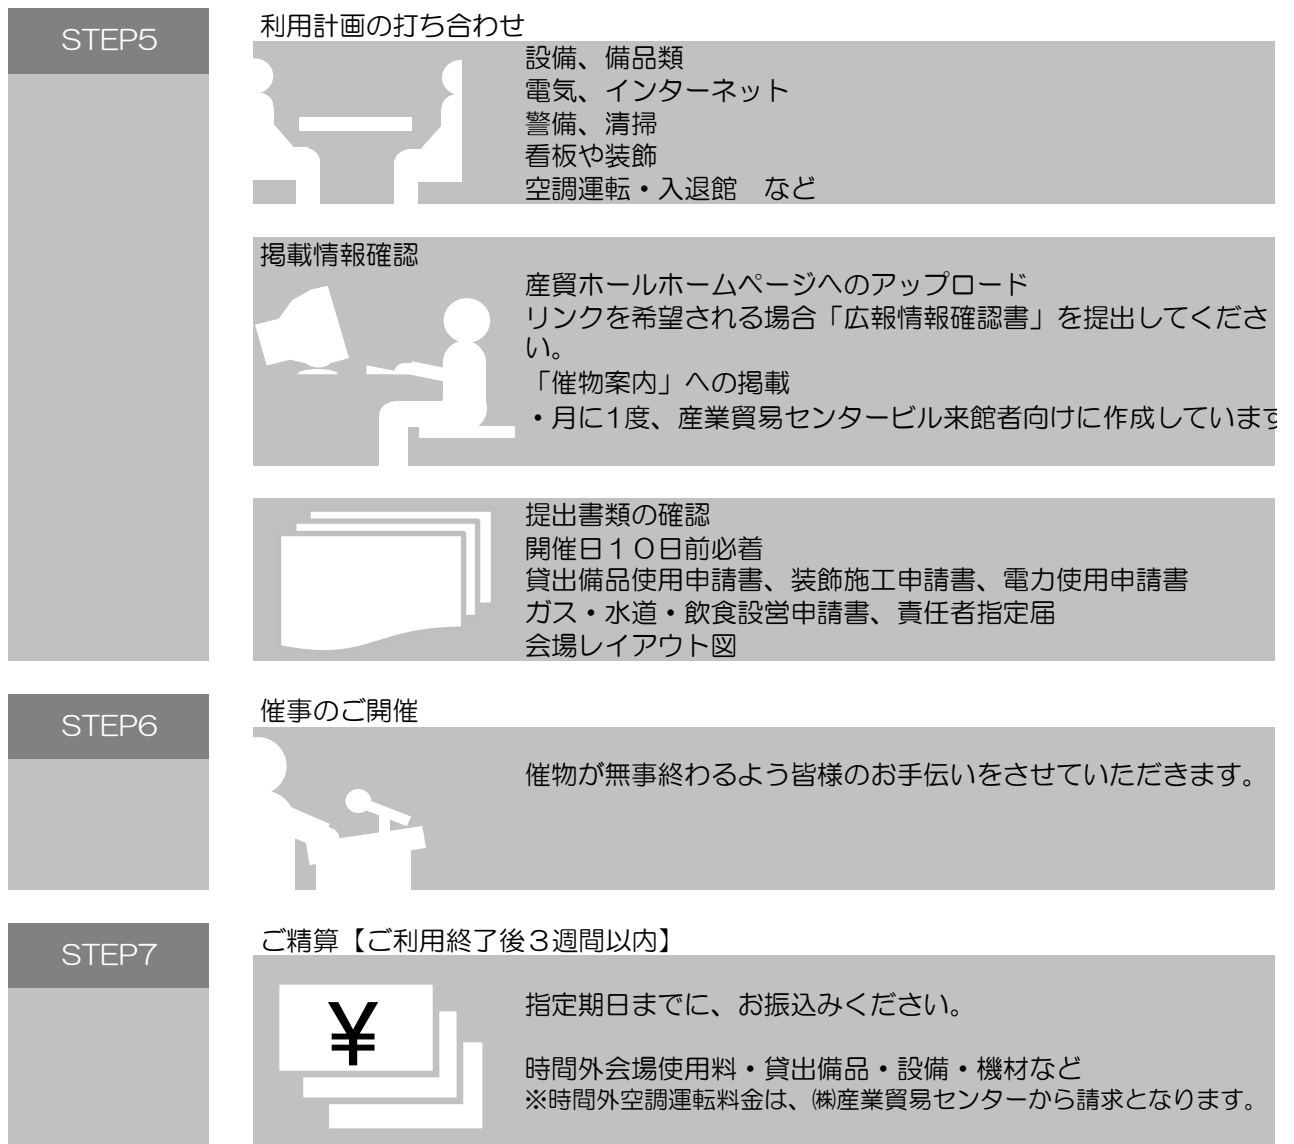 STEP5
利用計画の打ち合わせ
設備、備品類
電気、インターネット
警備、清掃
看板や装飾
空調運転・入退館　など
掲載情報確認
産貿ホールホームページへのアップロード
リンクを希望される場合「広報情報確認書」を提出してくださ
い。
「催物案内」への掲載
・月に1度、産業貿易センタービル来館者向けに作成しています
提出書類の確認
開催日１０日前必着
貸出備品使用申請書、装飾施工申請書、電力使用申請書
ガス・水道・飲食設営申請書、責任者指定届
会場レイアウト図
STEP6
催事のご開催
催物が無事終わるよう皆様のお手伝いをさせていただきます。
STEP7
ご精算【ご利用終了後３週間以内】
¥
指定期日までに、お振込みください。
時間外会場使用料・貸出備品・設備・機材など
※時間外空調運転料金は、㈱産業貿易センターから請求となります。